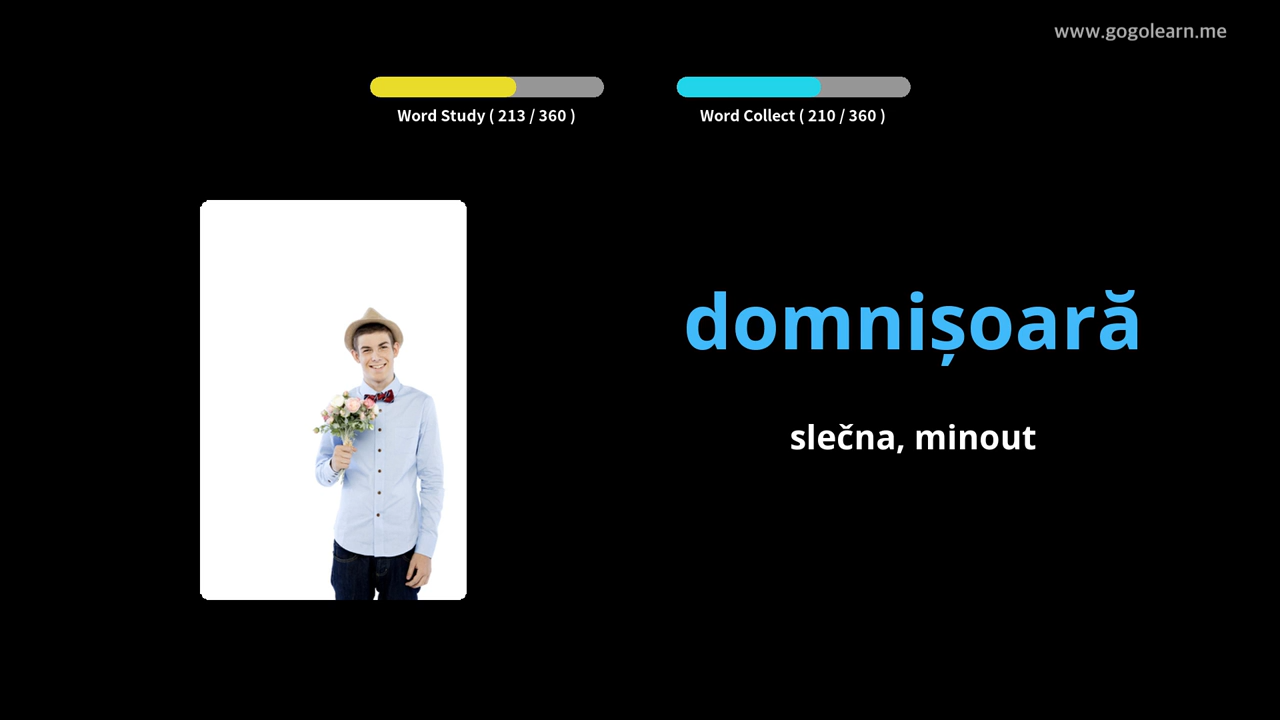 www.gogolearn.me
Word Study ( 213 / 360 )
Word Collect ( 210 / 360 )
domnișoară
slečna, minout